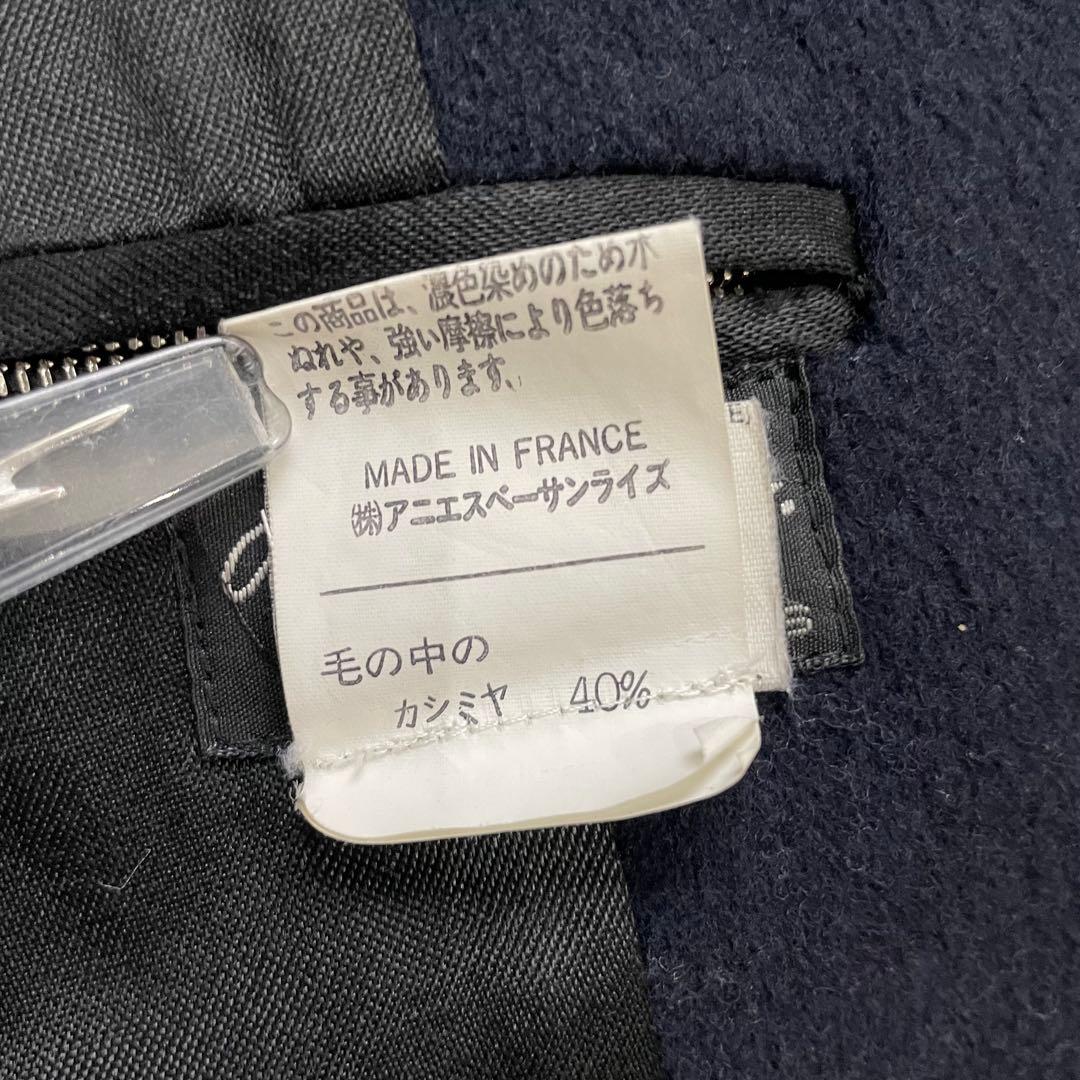 この商品は、濃色染めのため水
ぬれや、強い摩擦により色落ち
する事があります。
MADE IN FRANCE
㈱アニエスベーサンライズ
毛の中の
カシミヤ 40%
E)